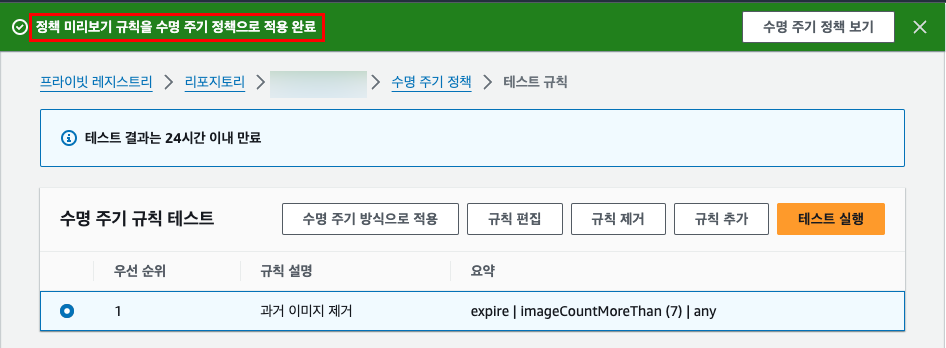 정책 미리보기 규칙을 수명 주기 정책으로 적용 완료
수명 주기 정책 보기
프라이빗 레지스트리 > 리포지토리 > > 수명 주기 정책 > 테스트 규칙
테스트 결과는 24시간 이내 만료
수명 주기 규칙 테스트
수명 주기 방식으로 적용
규칙 편집
규칙 제거
규칙 추가
테스트 실행
우선 순위 규칙 설명 요약
1 과거 이미지 제거 expire | imageCountMoreThan (7) | any